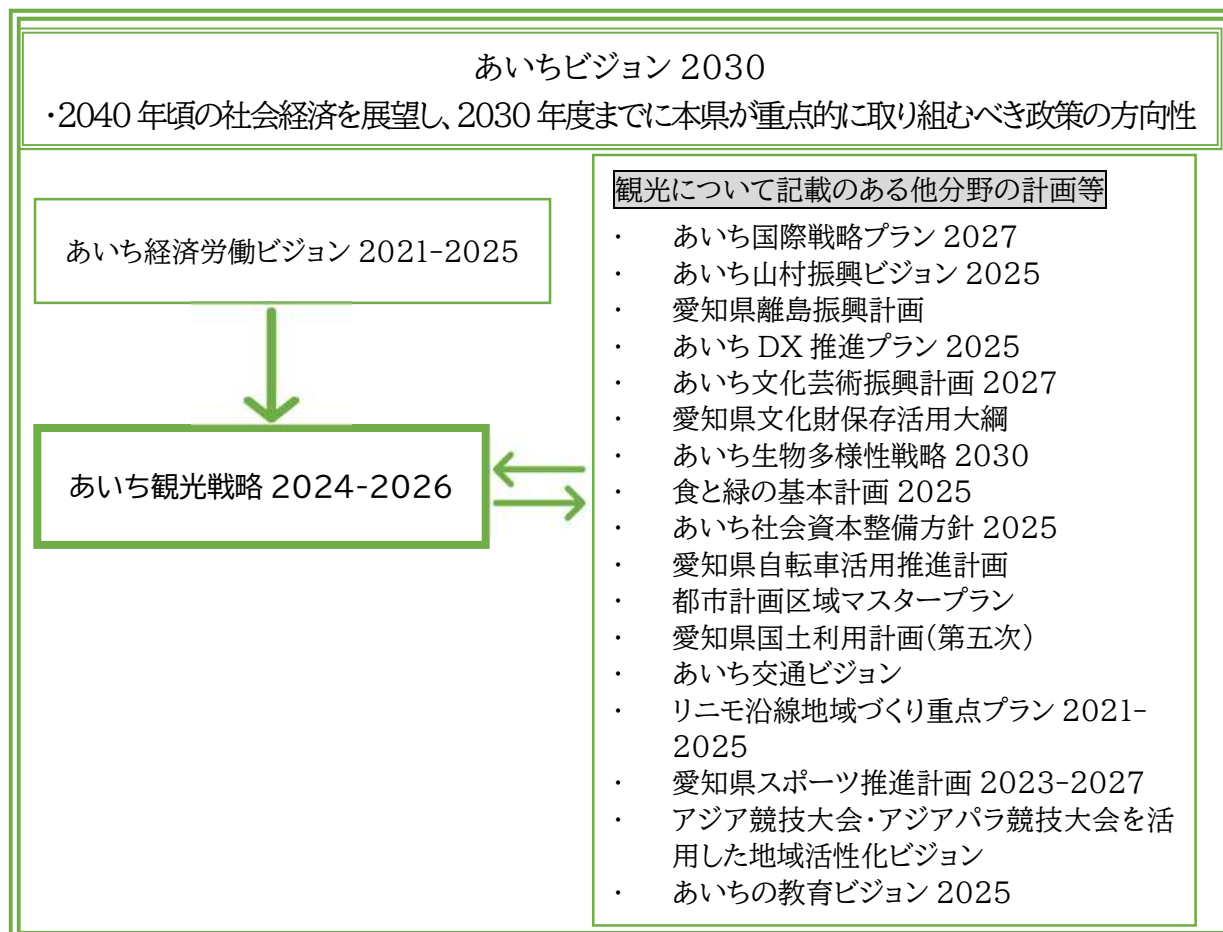 あいちビジョン 2030
・2040 年頃の社会経済を展望し、2030 年度までに本県が重点的に取り組むべき政策の方向性
あいち経済労働ビジョン 2021-2025
あいち観光戦略 2024-2026
観光について記載のある他分野の計画等
・ あいち国際戦略プラン 2027
・ あいち山村振興ビジョン 2025
・ 愛知県離島振興計画
・ あいち DX 推進プラン 2025
・ あいち文化芸術振興計画 2027
・ 愛知県文化財保存活用大綱
・ あいち生物多様性戦略 2030
・ 食と緑の基本計画 2025
・ あいち社会資本整備方針 2025
・ 愛知県自転車活用推進計画
・ 都市計画区域マスタープラン
・ 愛知県国土利用計画(第五次)
・ あいち交通ビジョン
・ リニモ沿線地域づくり重点プラン 2021-
2025
・ 愛知県スポーツ推進計画 2023-2027
・ アジア競技大会・アジアパラ競技大会を活
用した地域活性化ビジョン
・ あいちの教育ビジョン 2025